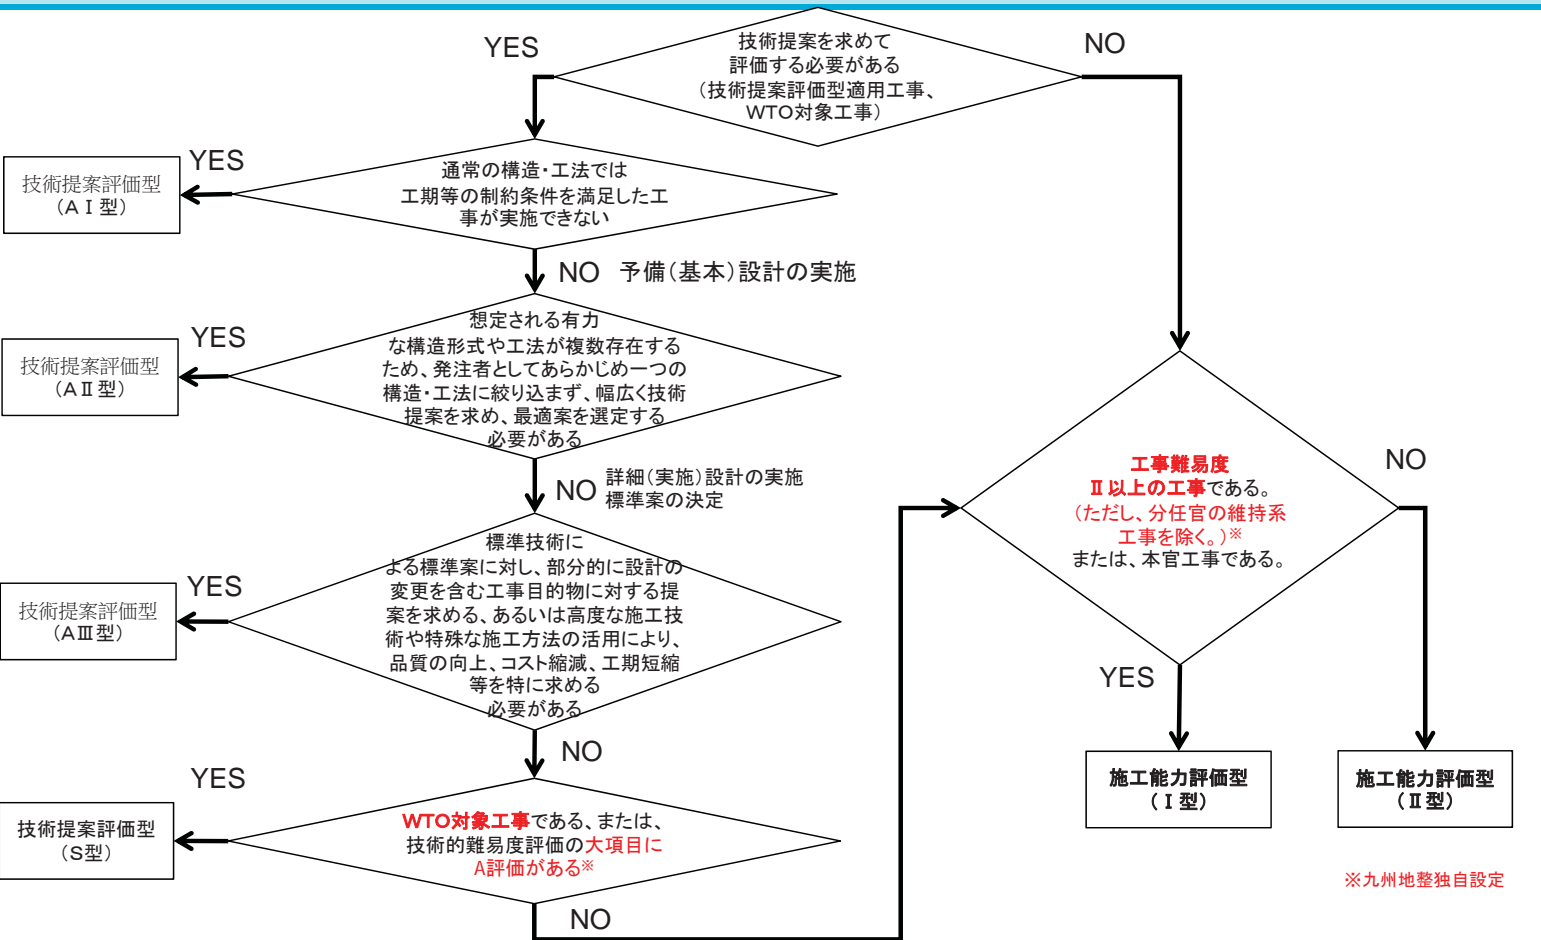 技術提案を求めて
評価する必要がある
(技術提案評価型適用工事、
WTO対象工事)
YES
NO
通常の構造・工法では
工期等の制約条件を満足した工
事が実施できない
YES
技術提案評価型
(AⅠ型)
NO 予備(基本)設計の実施
想定される有力
な構造形式や工法が複数存在する
ため、発注者としてあらかじめ一つの
構造・工法に絞り込まず、幅広く技術
提案を求め、最適案を選定する
必要がある
YES
技術提案評価型
(AⅡ型)
NO
詳細(実施)設計の実施
標準案の決定
標準技術に
よる標準案に対し、部分的に設計の
変更を含む工事目的物に対する提
案を求める、あるいは高度な施工技
術や特殊な施工方法の活用により、
品質の向上、コスト縮減、工期短縮
等を特に求める
必要がある
YES
技術提案評価型
(AⅢ型)
NO
WTO対象工事である、または、
技術的難易度評価の大項目に
A評価がある※
YES
技術提案評価型
(S型)
NO
工事難易度
Ⅱ以上の工事である。
(ただし、分任官の維持系
工事を除く。)※
または、本官工事である。
NO
YES
施工能力評価型
(Ⅰ型)
施工能力評価型
(Ⅱ型)
※九州地整独自設定